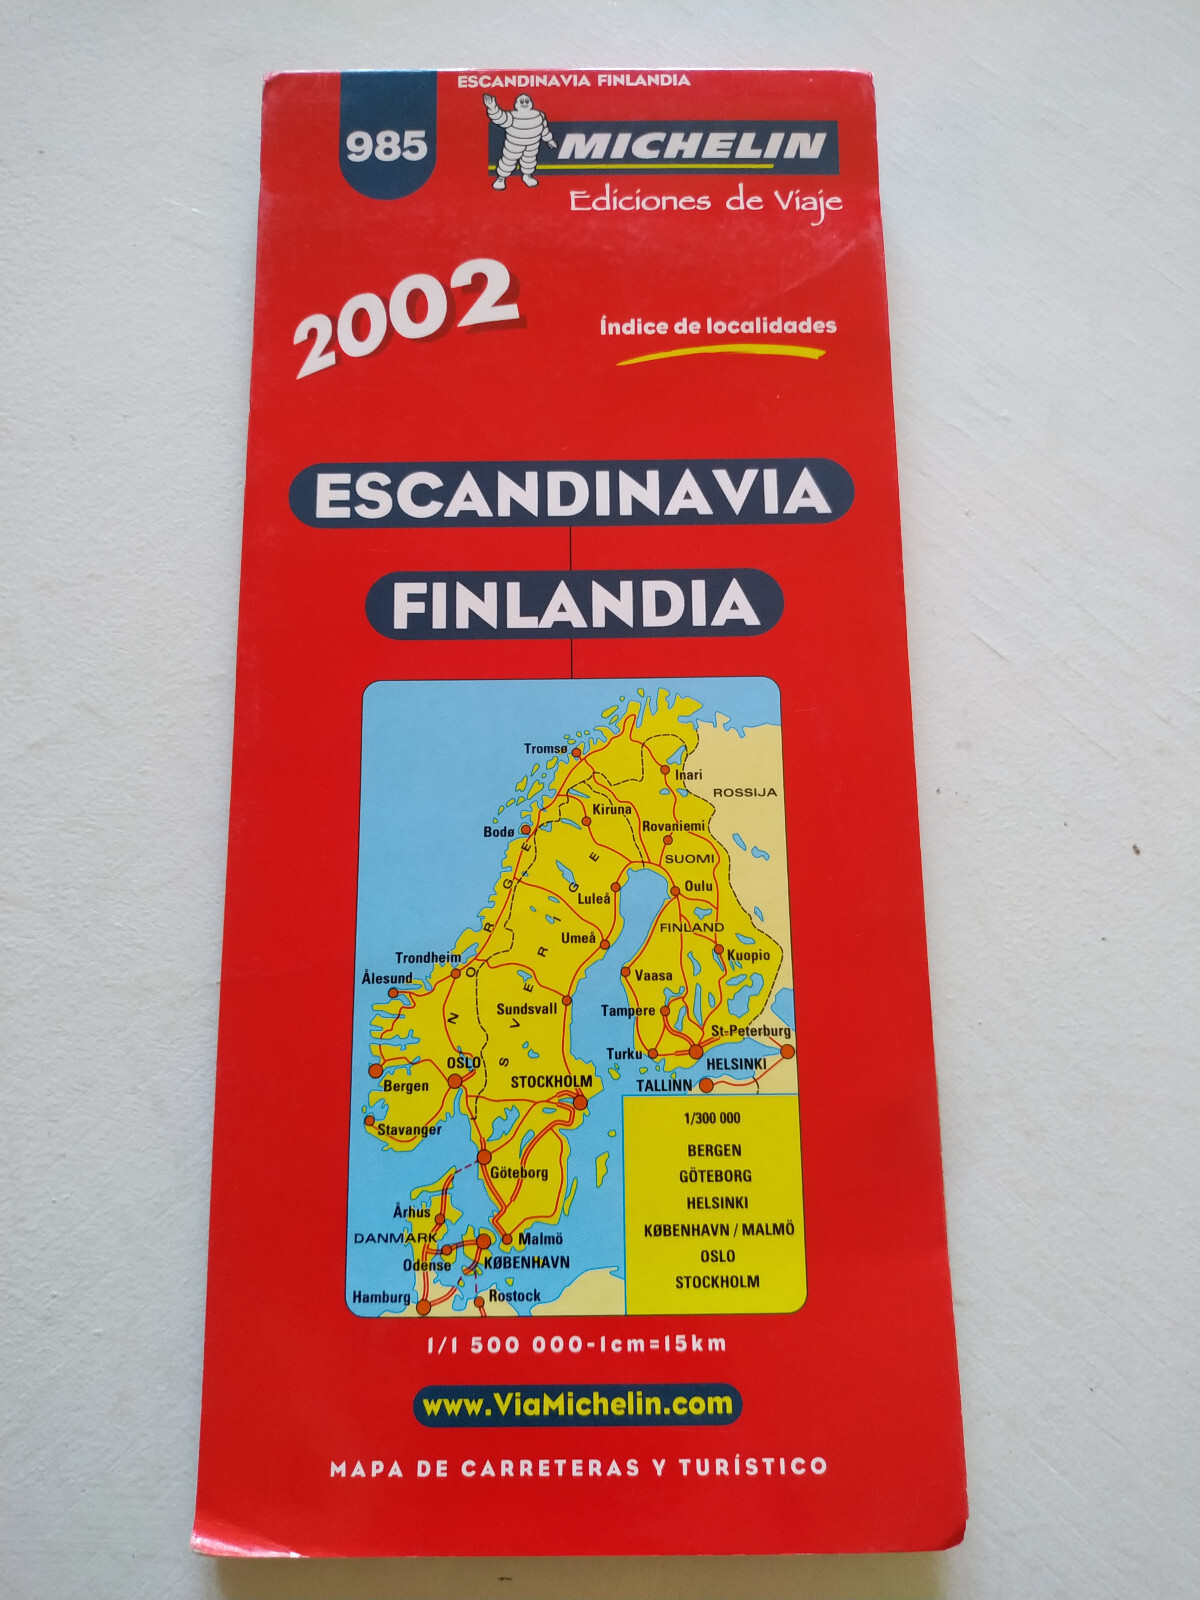 ESCANDINAVIA FINLANDIA
985
MICHELIN
Ediciones de Viaje
2002
Índice de localidades
ESCANDINAVIA
FINLANDIA
Tromsø
Inari
ROSSIJA
Kiruna
Bodø
Rovaniemi
SUOMI
Luleå
Oulu
NORGE
SVERIGE
FINLAND
Umeå
Trondheim
Kuopio
Ålesund
Vaasa
Sundsvall
Tampere
St-Peterburg
Turku
HELSINKI
OSLO
STOCKHOLM
TALLINN
Bergen
Stavanger
Göteborg
Århus
DANMARK
Malmö
Odense
KØBENHAVN
Hamburg
Rostock
1/300 000
BERGEN
GÖTEBORG
HELSINKI
KØBENHAVN / MALMÖ
OSLO
STOCKHOLM
1/1 500 000-1cm=15km
www.ViaMichelin.com
MAPA DE CARRETERAS Y TURÍSTICO